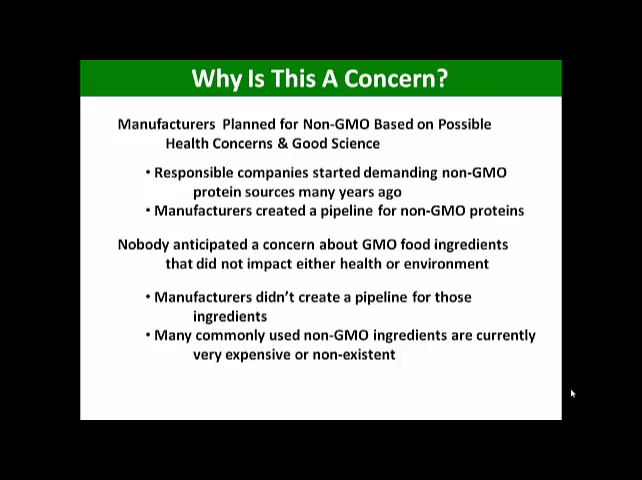 Why Is This A Concern?
Manufacturers Planned for Non-GMO Based on Possible
Health Concerns & Good Science
• Responsible companies started demanding non-GMO
protein sources many years ago
• Manufacturers created a pipeline for non-GMO proteins
Nobody anticipated a concern about GMO food ingredients
that did not impact either health or environment
• Manufacturers didn't create a pipeline for those
ingredients
• Many commonly used non-GMO ingredients are currently
very expensive or non-existent